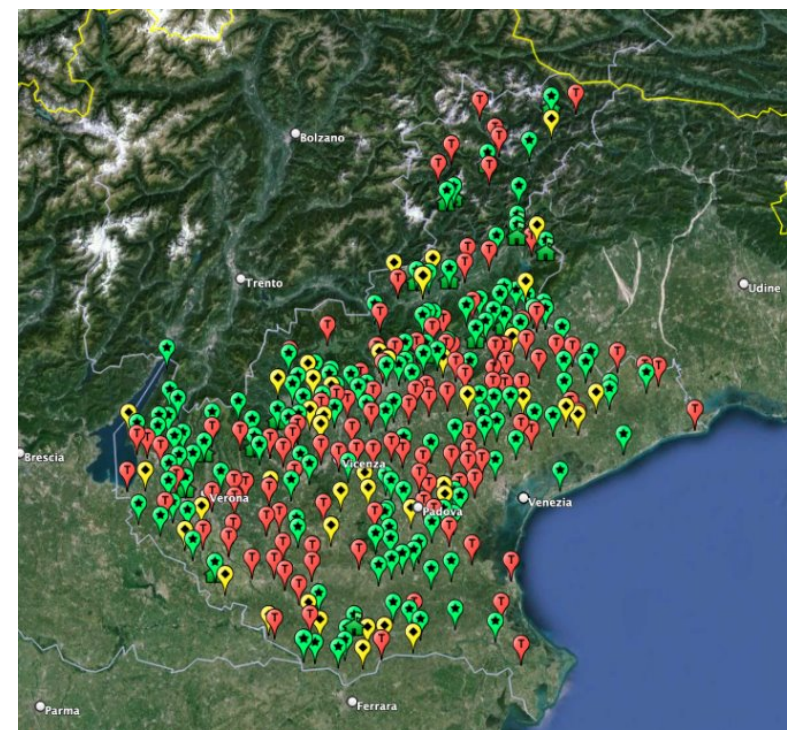 Bolzano
Trento
Udine
Brescia
Vicenza
Verona
Padova
Venezia
Parma
Ferrara